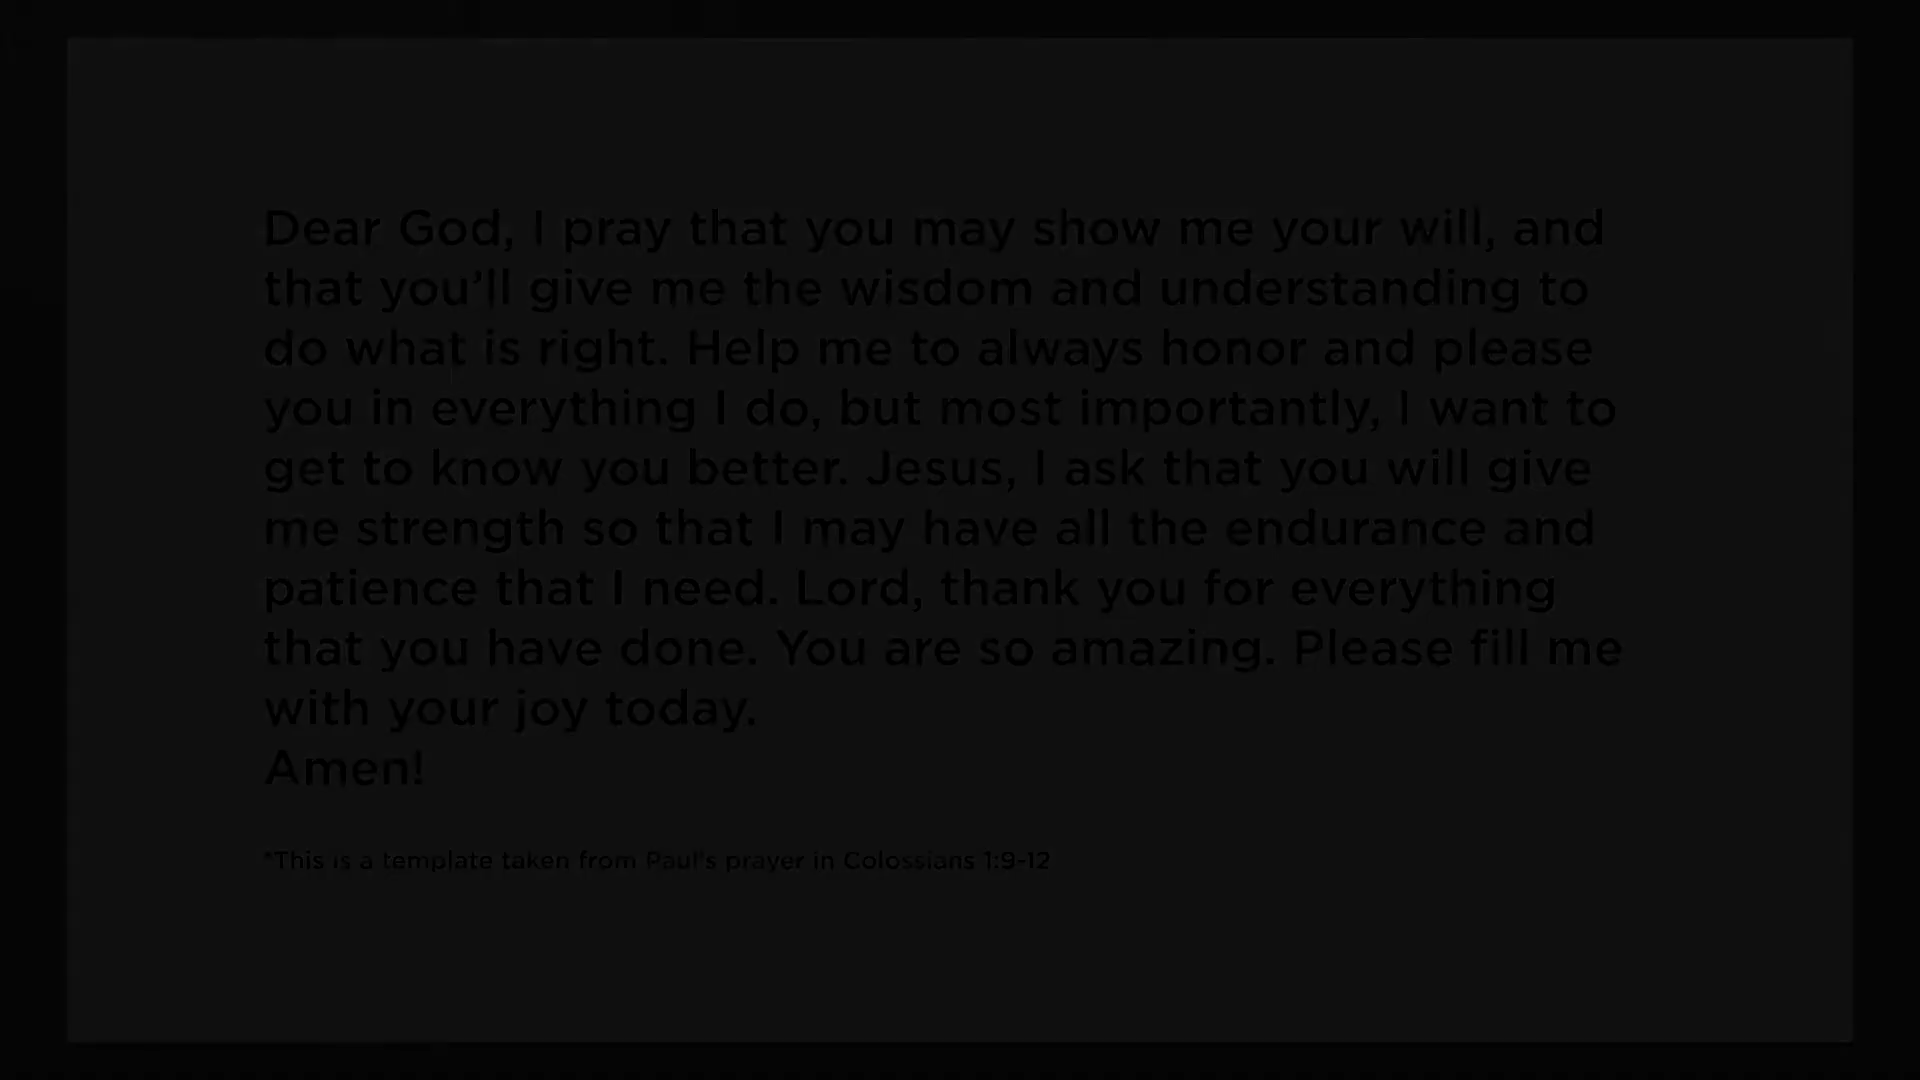 Dear God, I pray that you may show me your will, and
that you’ll give me the wisdom and understanding to
do what is right. Help me to always honor and please
you in everything I do, but most importantly, I want to
get to know you better. Jesus, I ask that you will give
me strength so that I may have all the endurance and
patience that I need. Lord, thank you for everything
that you have done. You are so amazing. Please fill me
with your joy today.
Amen!
*This is a template taken from Paul's prayer in Colossians 1:9-12